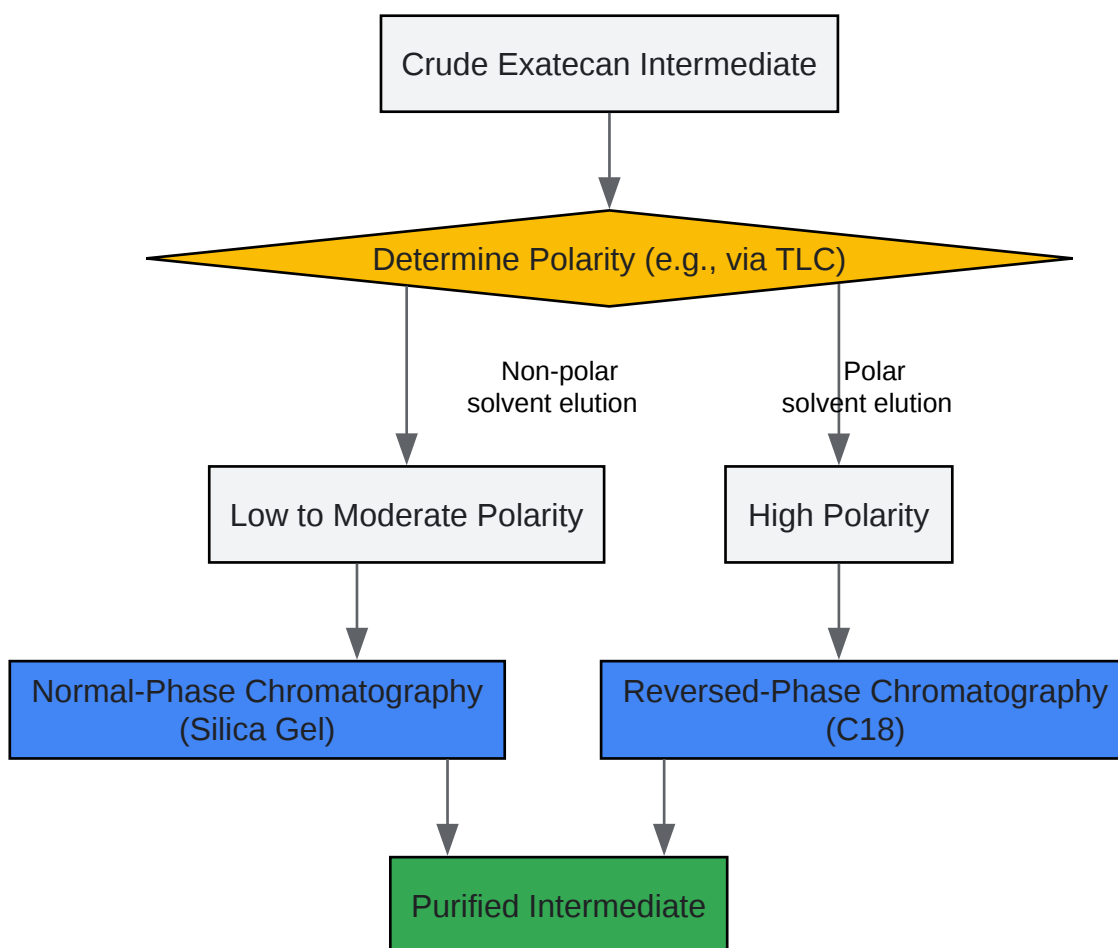 Crude Exatecan Intermediate
Determine Polarity (e.g., via TLC)
Non-polar
solvent elution
Polar
solvent elution
Low to Moderate Polarity
High Polarity
Normal-Phase Chromatography
(Silica Gel)
Reversed-Phase Chromatography
(C18)
Purified Intermediate